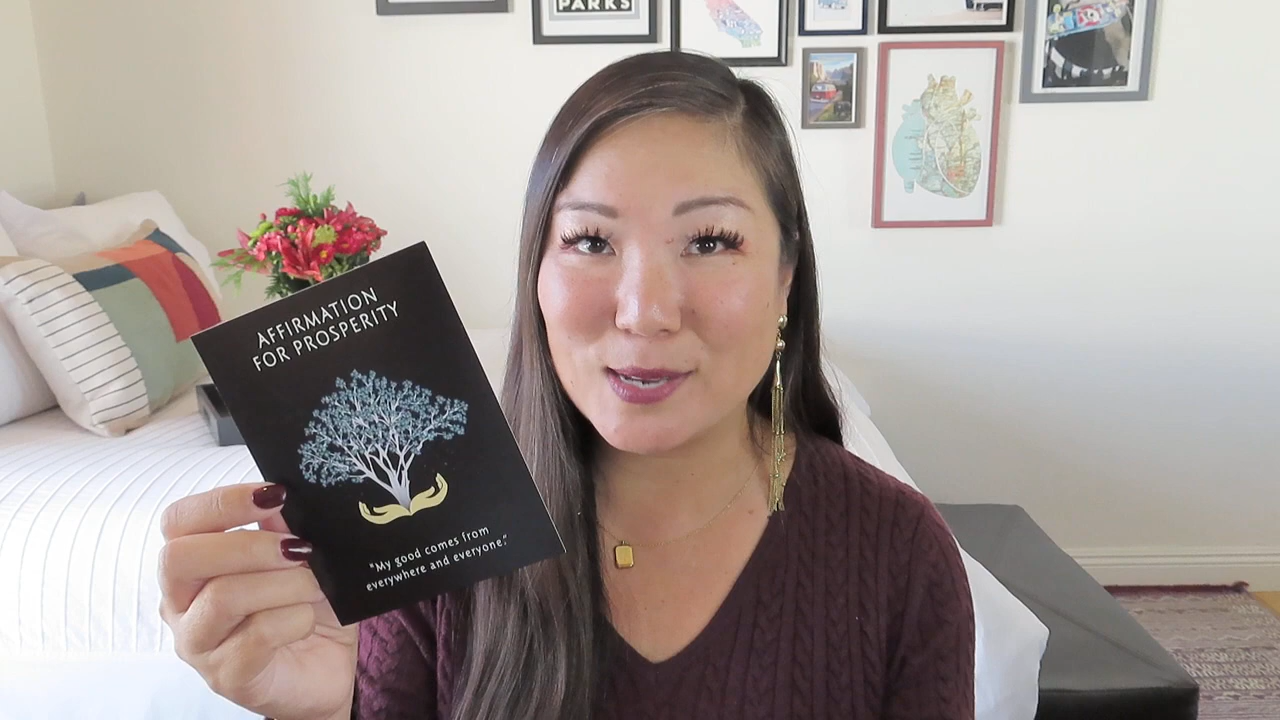 PARKS
AFFIRMATION
FOR PROSPERITY
"My good comes from
everywhere and everyone."